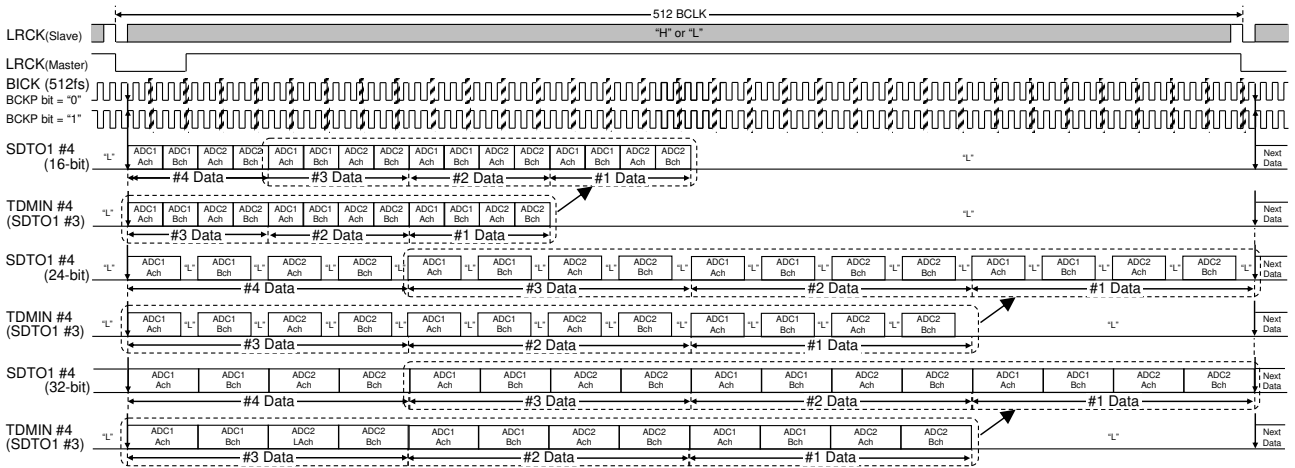 512 BCLK
LRCK(Slave) "H" or "L"
LRCK(Master)
BICK (512fs)
BCKP bit = "0"
BCKP bit = "1"
SDTO1 #4 "L" ADC1 ADC1 ADC2 ADC2 ADC1 ADC1 ADC2 ADC2 ADC1 ADC1 ADC2 ADC2 ADC1 ADC1 ADC2 ADC2 "L" Next
(16-bit) Ach Bch Ach Bch Ach Bch Ach Bch Ach Bch Ach Bch Ach Bch Ach Bch Data
#4 Data #3 Data #2 Data #1 Data
TDMIN #4 "L" ADC1 ADC1 ADC2 ADC2 ADC1 ADC1 ADC2 ADC2 ADC1 ADC1 ADC2 ADC2 "L" Next
(SDTO1 #3) Ach Bch Ach Bch Ach Bch Ach Bch Ach Bch Ach Bch Data
#3 Data #2 Data #1 Data
SDTO1 #4 "L" ADC1 "L" ADC1 "L" ADC2 "L" ADC2 "L" ADC1 "L" ADC1 "L" ADC2 "L" ADC2 "L" ADC1 "L" ADC1 "L" ADC2 "L" ADC2 "L" ADC1 "L" ADC1 "L" ADC2 "L" ADC2 "L" Next
(24-bit) Ach Bch Ach Bch Ach Bch Ach Bch Ach Bch Ach Bch Ach Bch Ach Bch Data
#4 Data #3 Data #2 Data #1 Data
TDMIN #4 "L" ADC1 "L" ADC1 "L" ADC2 "L" ADC2 "L" ADC1 "L" ADC1 "L" ADC2 "L" ADC2 "L" ADC1 "L" ADC1 "L" ADC2 "L" ADC2 "L" Next
(SDTO1 #3) Ach Bch Ach Bch Ach Bch Ach Bch Ach Bch Ach Bch Data
#3 Data #2 Data #1 Data
SDTO1 #4 ADC1 ADC1 ADC2 ADC2 ADC1 ADC1 ADC2 ADC2 ADC1 ADC1 ADC2 ADC2 ADC1 ADC1 ADC2 ADC2 Next
(32-bit) Ach Bch Ach Bch Ach Bch Ach Bch Ach Bch Ach Bch Ach Bch Ach Bch Data
#4 Data #3 Data #2 Data #1 Data
TDMIN #4 "L" ADC1 ADC1 ADC2 ADC2 ADC1 ADC1 ADC2 ADC2 ADC1 ADC1 ADC2 ADC2 "L" Next
(SDTO1 #3) Ach Bch LAch Bch Ach Bch Ach Bch Ach Bch Ach Bch Data
#3 Data #2 Data #1 Data